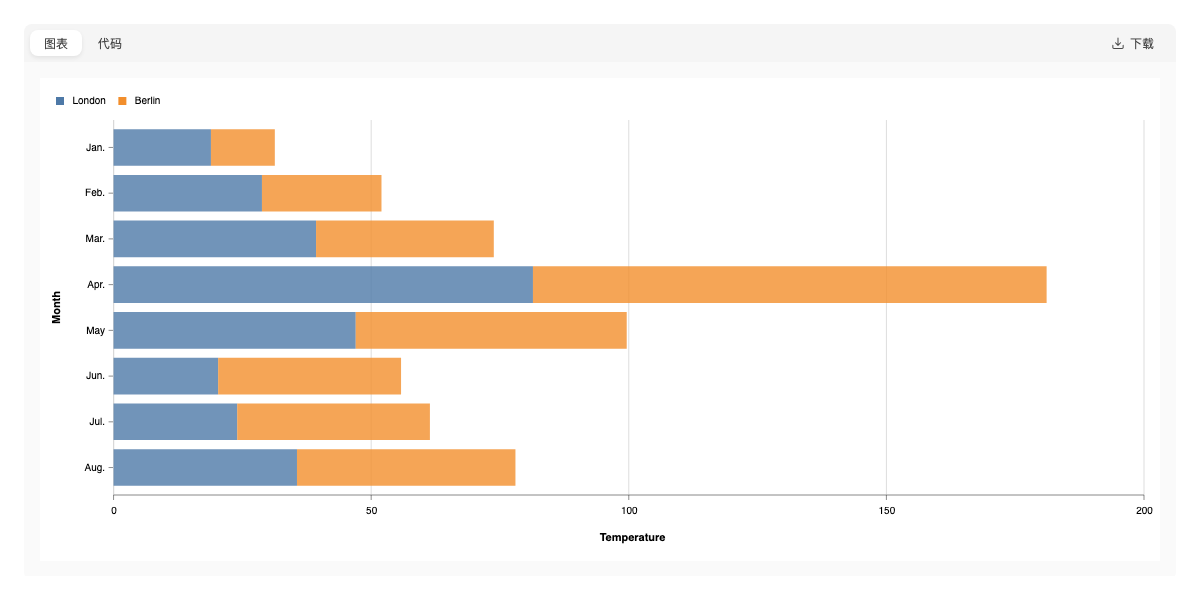 图表 代码 下载
London Berlin
Jan.
Feb.
Mar.
Apr.
May
Jun.
Jul.
Aug.
Month
0 50 100 150 200
Temperature